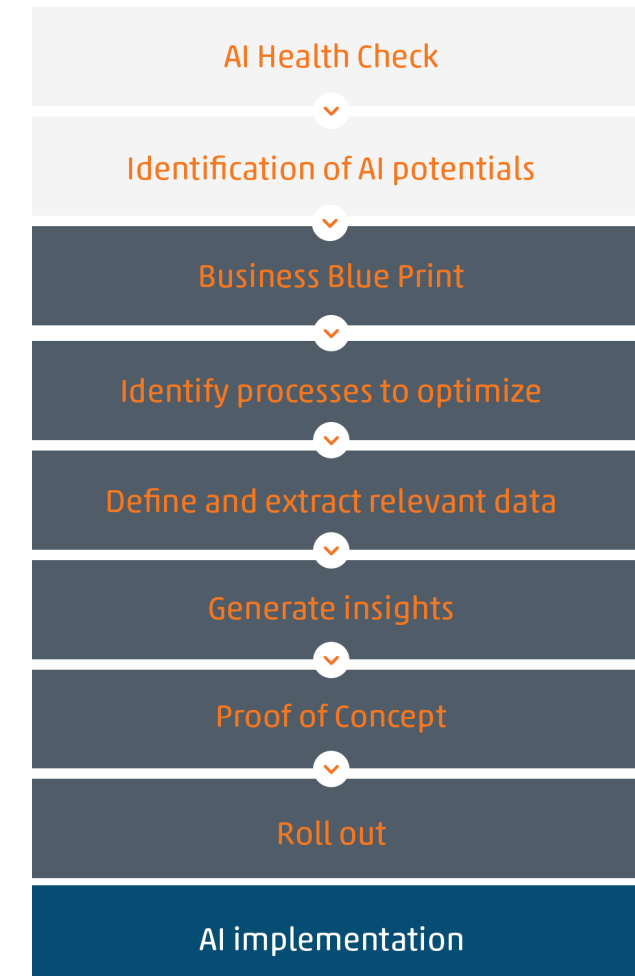 AI Health Check
Identification of AI potentials
Business Blue Print
Identify processes to optimize
Define and extract relevant data
Generate insights
Proof of Concept
Roll out
AI implementation